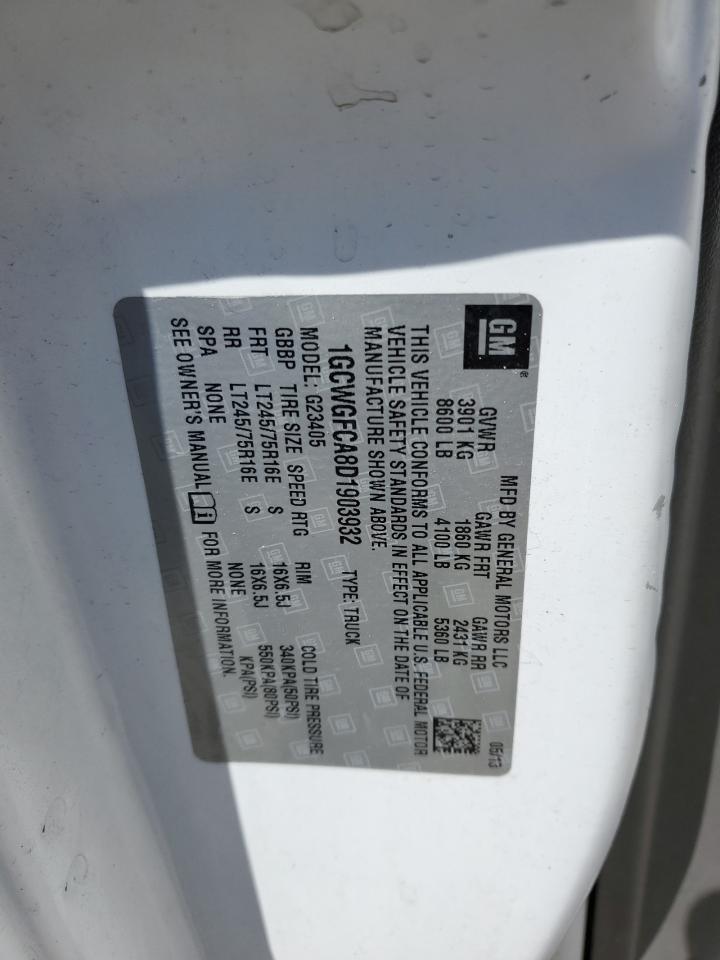 GM®
MFD BY GENERAL MOTORS LLC 05/13
GVWR GAWR FRT GAWR RR
3901 KG 1860 KG 2431 KG
8600 LB 4100 LB 5360 LB
THIS VEHICLE CONFORMS TO ALL APPLICABLE U.S. FEDERAL MOTOR
VEHICLE SAFETY STANDARDS IN EFFECT ON THE DATE OF
MANUFACTURE SHOWN ABOVE.
1GCWGFCA8D1903932 TYPE: TRUCK
MODEL: G23405
GBBP TIRE SIZE SPEED RTG RIM COLD TIRE PRESSURE
FRT LT245/75R16E S 16X6.5J 340KPA(50PSI)
RR LT245/75R16E S 16X6.5J 550KPA(80PSI)
SPA NONE NONE KPA(PSI)
SEE OWNER'S MANUAL FOR MORE INFORMATION.